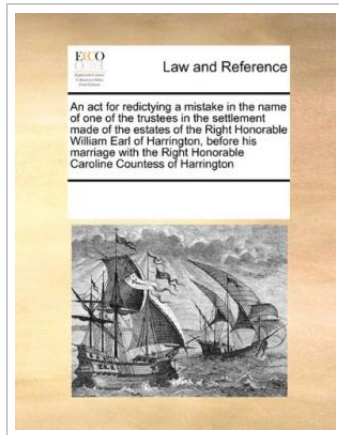 ECCO
Law and Reference
An act for redictying a mistake in the name
of one of the trustees in the settlement
made of the estates of the Right Honorable
William Earl of Harrington, before his
marriage with the Right Honorable
Caroline Countess of Harrington